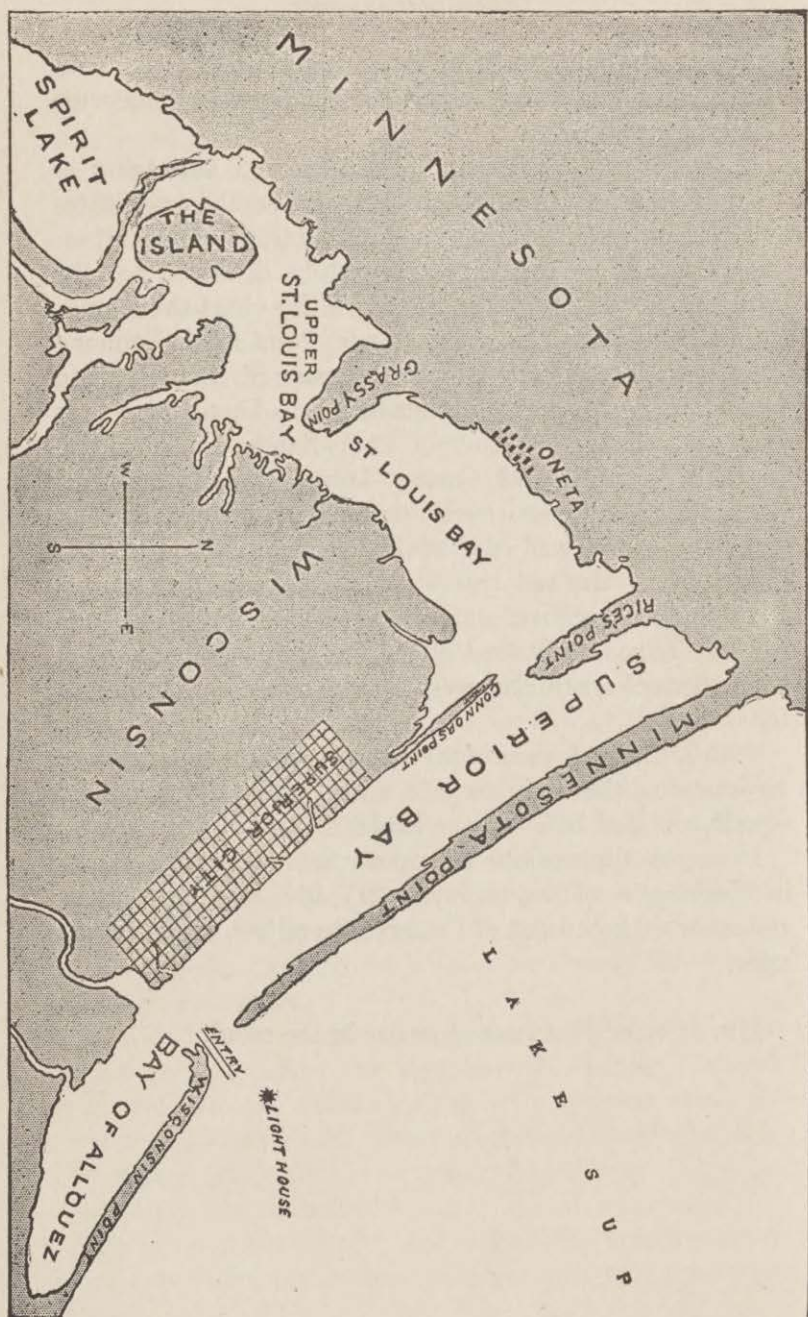 MINNESOTA
SPIRIT
LAKE
THE
ISLAND
UPPER
ST. LOUIS BAY
GRASSY POIN
ST LOUIS BAY
ONETA
RICES POINT
W
S
N
E
WISCONSIN
CONNORS POINT
SUPERIOR BAY
MINNESOTA POINT
SUPERIOR CITY
LAKE SUP
ENTRY
LIGHT HOUSE
BAY OF ALLOUEZ
WISCONSIN POINT